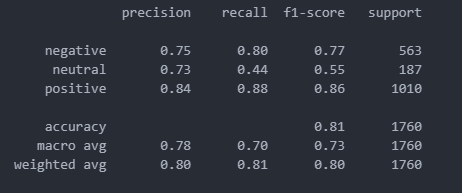 precision recall f1-score support
negative 0.75 0.80 0.77 563
neutral 0.73 0.44 0.55 187
positive 0.84 0.88 0.86 1010
accuracy 0.81 1760
macro avg 0.78 0.70 0.73 1760
weighted avg 0.80 0.81 0.80 1760